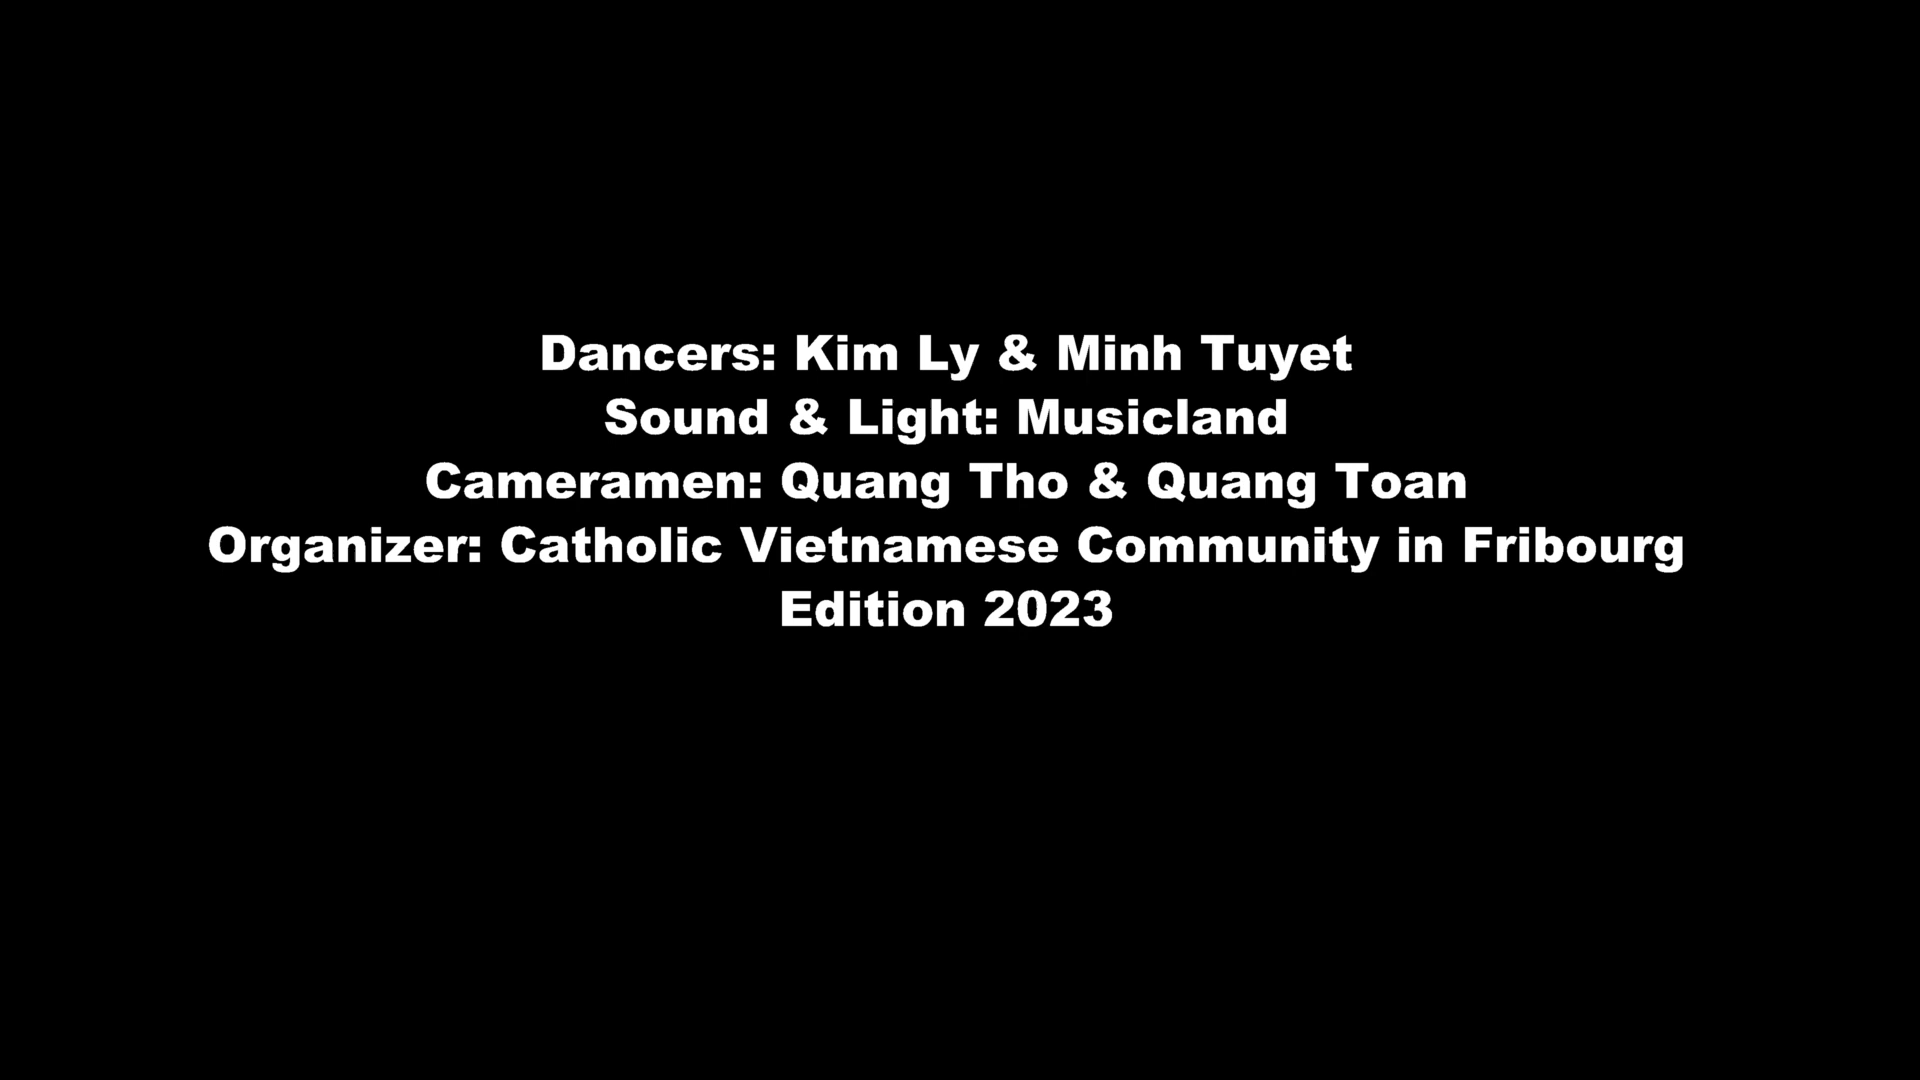 Dancers: Kim Ly & Minh Tuyet
Sound & Light: Musicland
Cameramen: Quang Tho & Quang Toan
Organizer: Catholic Vietnamese Community in Fribourg
Edition 2023